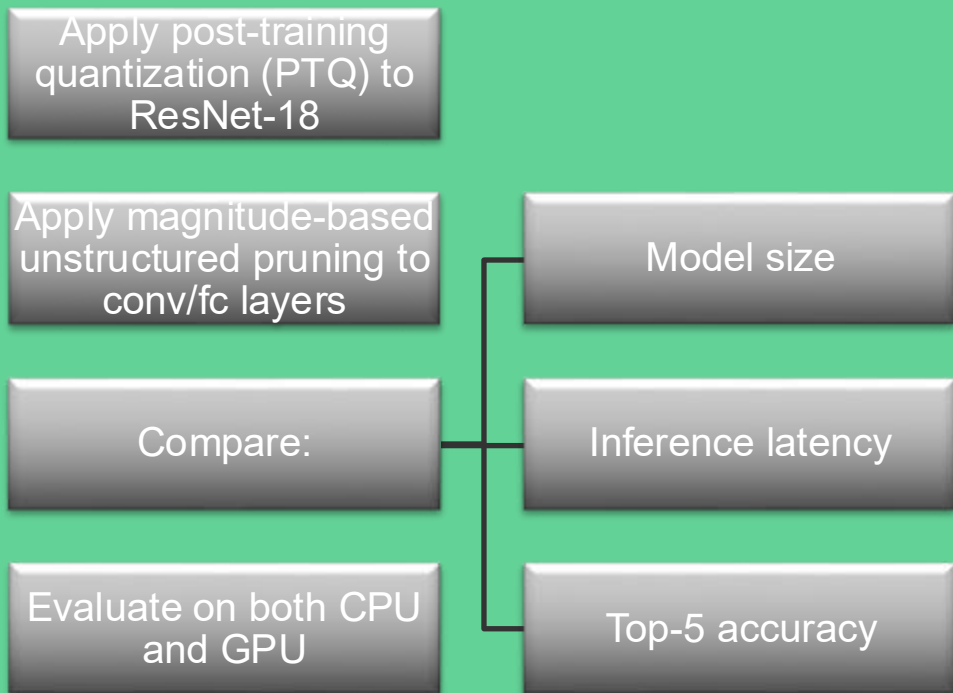 Apply post-training
quantization (PTQ) to
ResNet-18
Apply magnitude-based
unstructured pruning to
conv/fc layers
Compare:
Model size
Inference latency
Top-5 accuracy
Evaluate on both CPU
and GPU